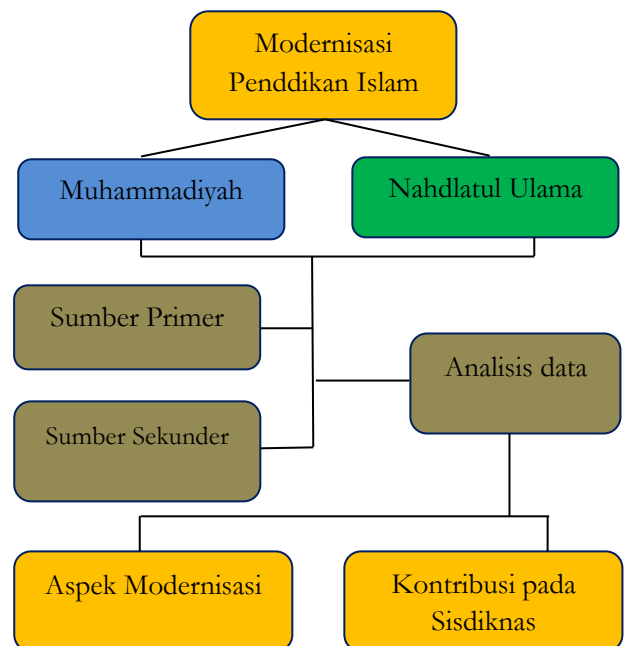 Modernisasi
Penddikan Islam
Muhammadiyah
Nahdlatul Ulama
Sumber Primer
Analisis data
Sumber Sekunder
Aspek Modernisasi
Kontribusi pada
Sisdiknas